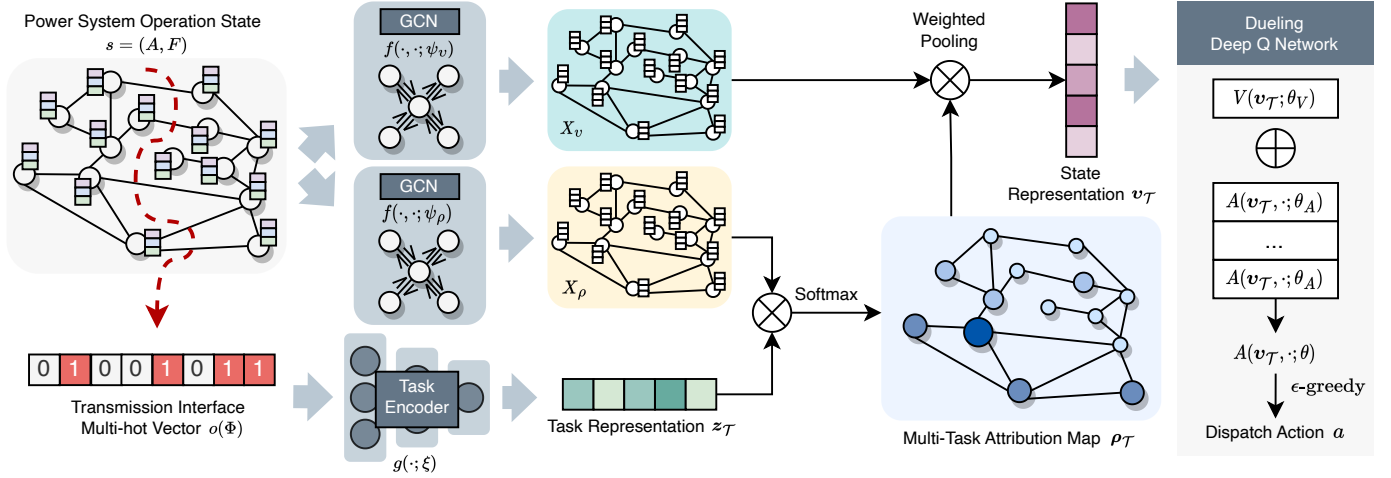 Power System Operation State
s = (A, F)
GCN
f(·, ·; ψ_v)
X_v
Weighted
Pooling
State
Representation v_𝒯
Dueling
Deep Q Network
V(v_𝒯; θ_V)
A(v_𝒯, ·; θ_A)
...
A(v_𝒯, ·; θ_A)
A(v_𝒯, ·; θ)
ϵ-greedy
Dispatch Action a
GCN
f(·, ·; ψ_ρ)
X_ρ
Softmax
Multi-Task Attribution Map ρ_𝒯
0 1 0 0 1 0 1 1
Transmission Interface
Multi-hot Vector o(Φ)
Task
Encoder
g(·; ξ)
Task Representation z_𝒯